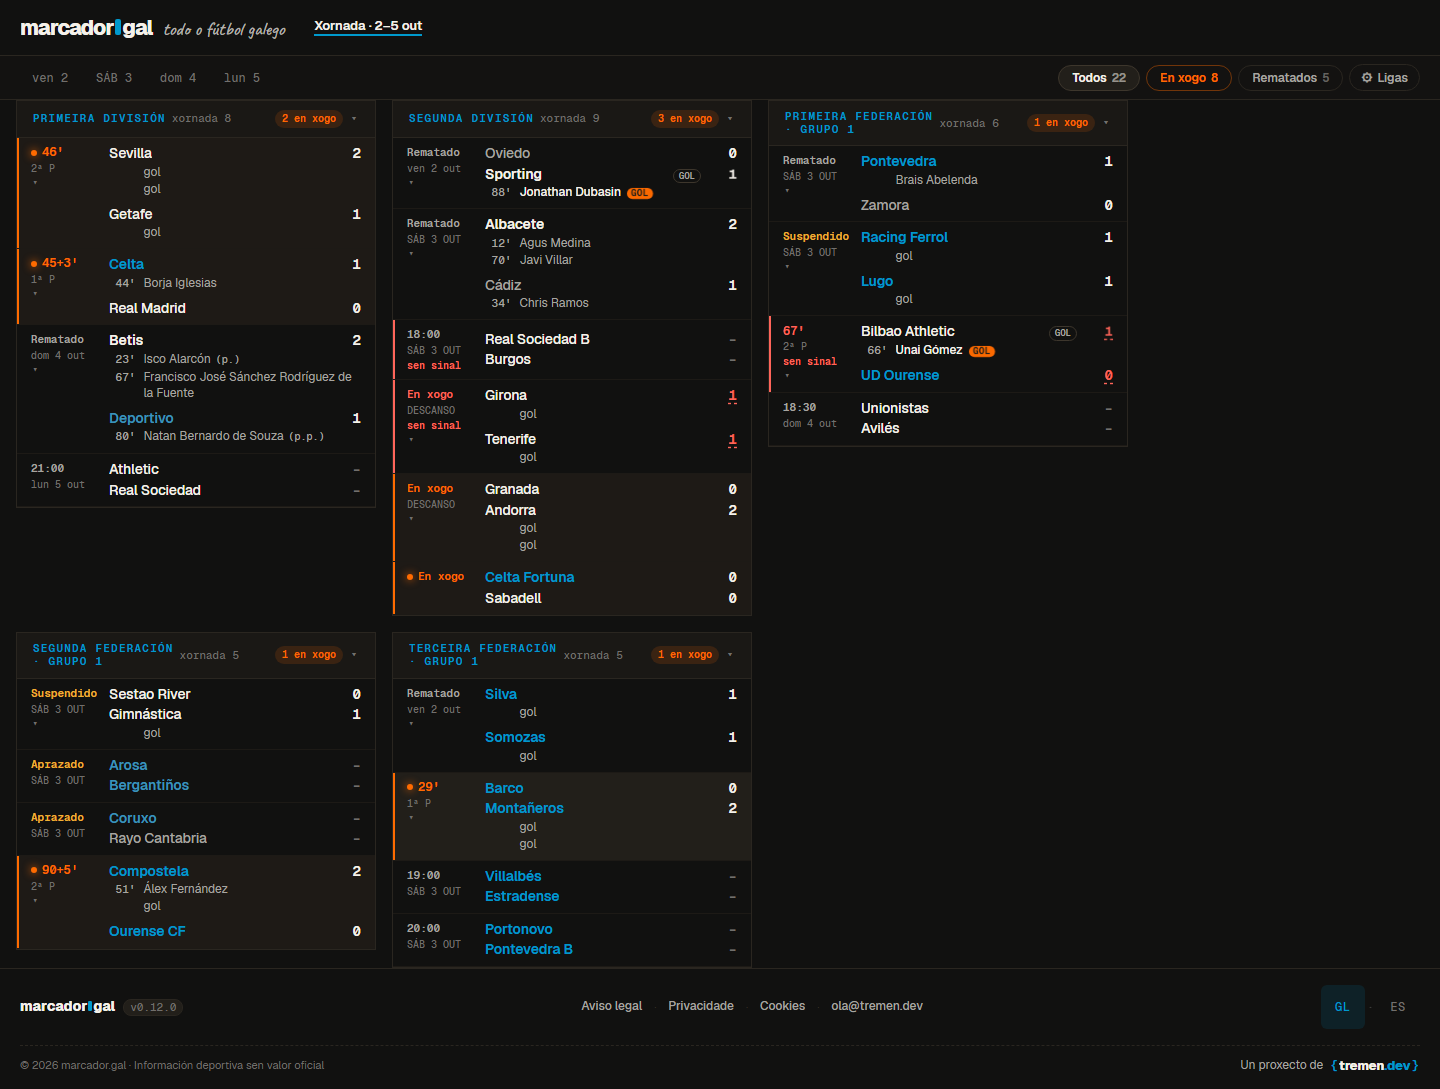 marcador gal todo o fútbol galego Xornada · 2–5 out
ven 2 SÁB 3 dom 4 lun 5 Todos 22 En xogo 8 Rematados 5 ⚙ Ligas
PRIMEIRA DIVISIÓN xornada 8 2 en xogo
46' Sevilla 2
2ª P gol
gol
Getafe 1
gol
45+3' Celta 1
1ª P 44' Borja Iglesias
Real Madrid 0
Rematado Betis 2
dom 4 out 23' Isco Alarcón (p.)
67' Francisco José Sánchez Rodríguez de
la Fuente
Deportivo 1
80' Natan Bernardo de Souza (p.p.)
21:00 Athletic –
lun 5 out Real Sociedad –
SEGUNDA DIVISIÓN xornada 9 3 en xogo
Rematado Oviedo 0
ven 2 out Sporting GOL 1
88' Jonathan Dubasin GOL
Rematado Albacete 2
SÁB 3 OUT 12' Agus Medina
70' Javi Villar
Cádiz 1
34' Chris Ramos
18:00 Real Sociedad B –
SÁB 3 OUT Burgos –
sen sinal
En xogo Girona 1
DESCANSO gol
sen sinal Tenerife 1
gol
En xogo Granada 0
DESCANSO Andorra 2
gol
gol
En xogo Celta Fortuna 0
Sabadell 0
PRIMEIRA FEDERACIÓN
· GRUPO 1 xornada 6 1 en xogo
Rematado Pontevedra 1
SÁB 3 OUT Brais Abelenda
Zamora 0
Suspendido Racing Ferrol 1
SÁB 3 OUT gol
Lugo 1
gol
67' Bilbao Athletic GOL 1
2ª P 66' Unai Gómez GOL
sen sinal
UD Ourense 0
18:30 Unionistas –
dom 4 out Avilés –
SEGUNDA FEDERACIÓN
· GRUPO 1 xornada 5 1 en xogo
Suspendido Sestao River 0
SÁB 3 OUT Gimnástica 1
gol
Aprazado Arosa –
SÁB 3 OUT Bergantiños –
Aprazado Coruxo –
SÁB 3 OUT Rayo Cantabria –
90+5' Compostela 2
2ª P 51' Álex Fernández
gol
Ourense CF 0
TERCEIRA FEDERACIÓN
· GRUPO 1 xornada 5 1 en xogo
Rematado Silva 1
ven 2 out gol
Somozas 1
gol
29' Barco 0
1ª P Montañeros 2
gol
gol
19:00 Villalbés –
SÁB 3 OUT Estradense –
20:00 Portonovo –
SÁB 3 OUT Pontevedra B –
marcador gal v0.12.0 Aviso legal · Privacidade · Cookies · ola@tremen.dev GL · ES
© 2026 marcador.gal · Información deportiva sen valor oficial Un proxecto de {tremen.dev}